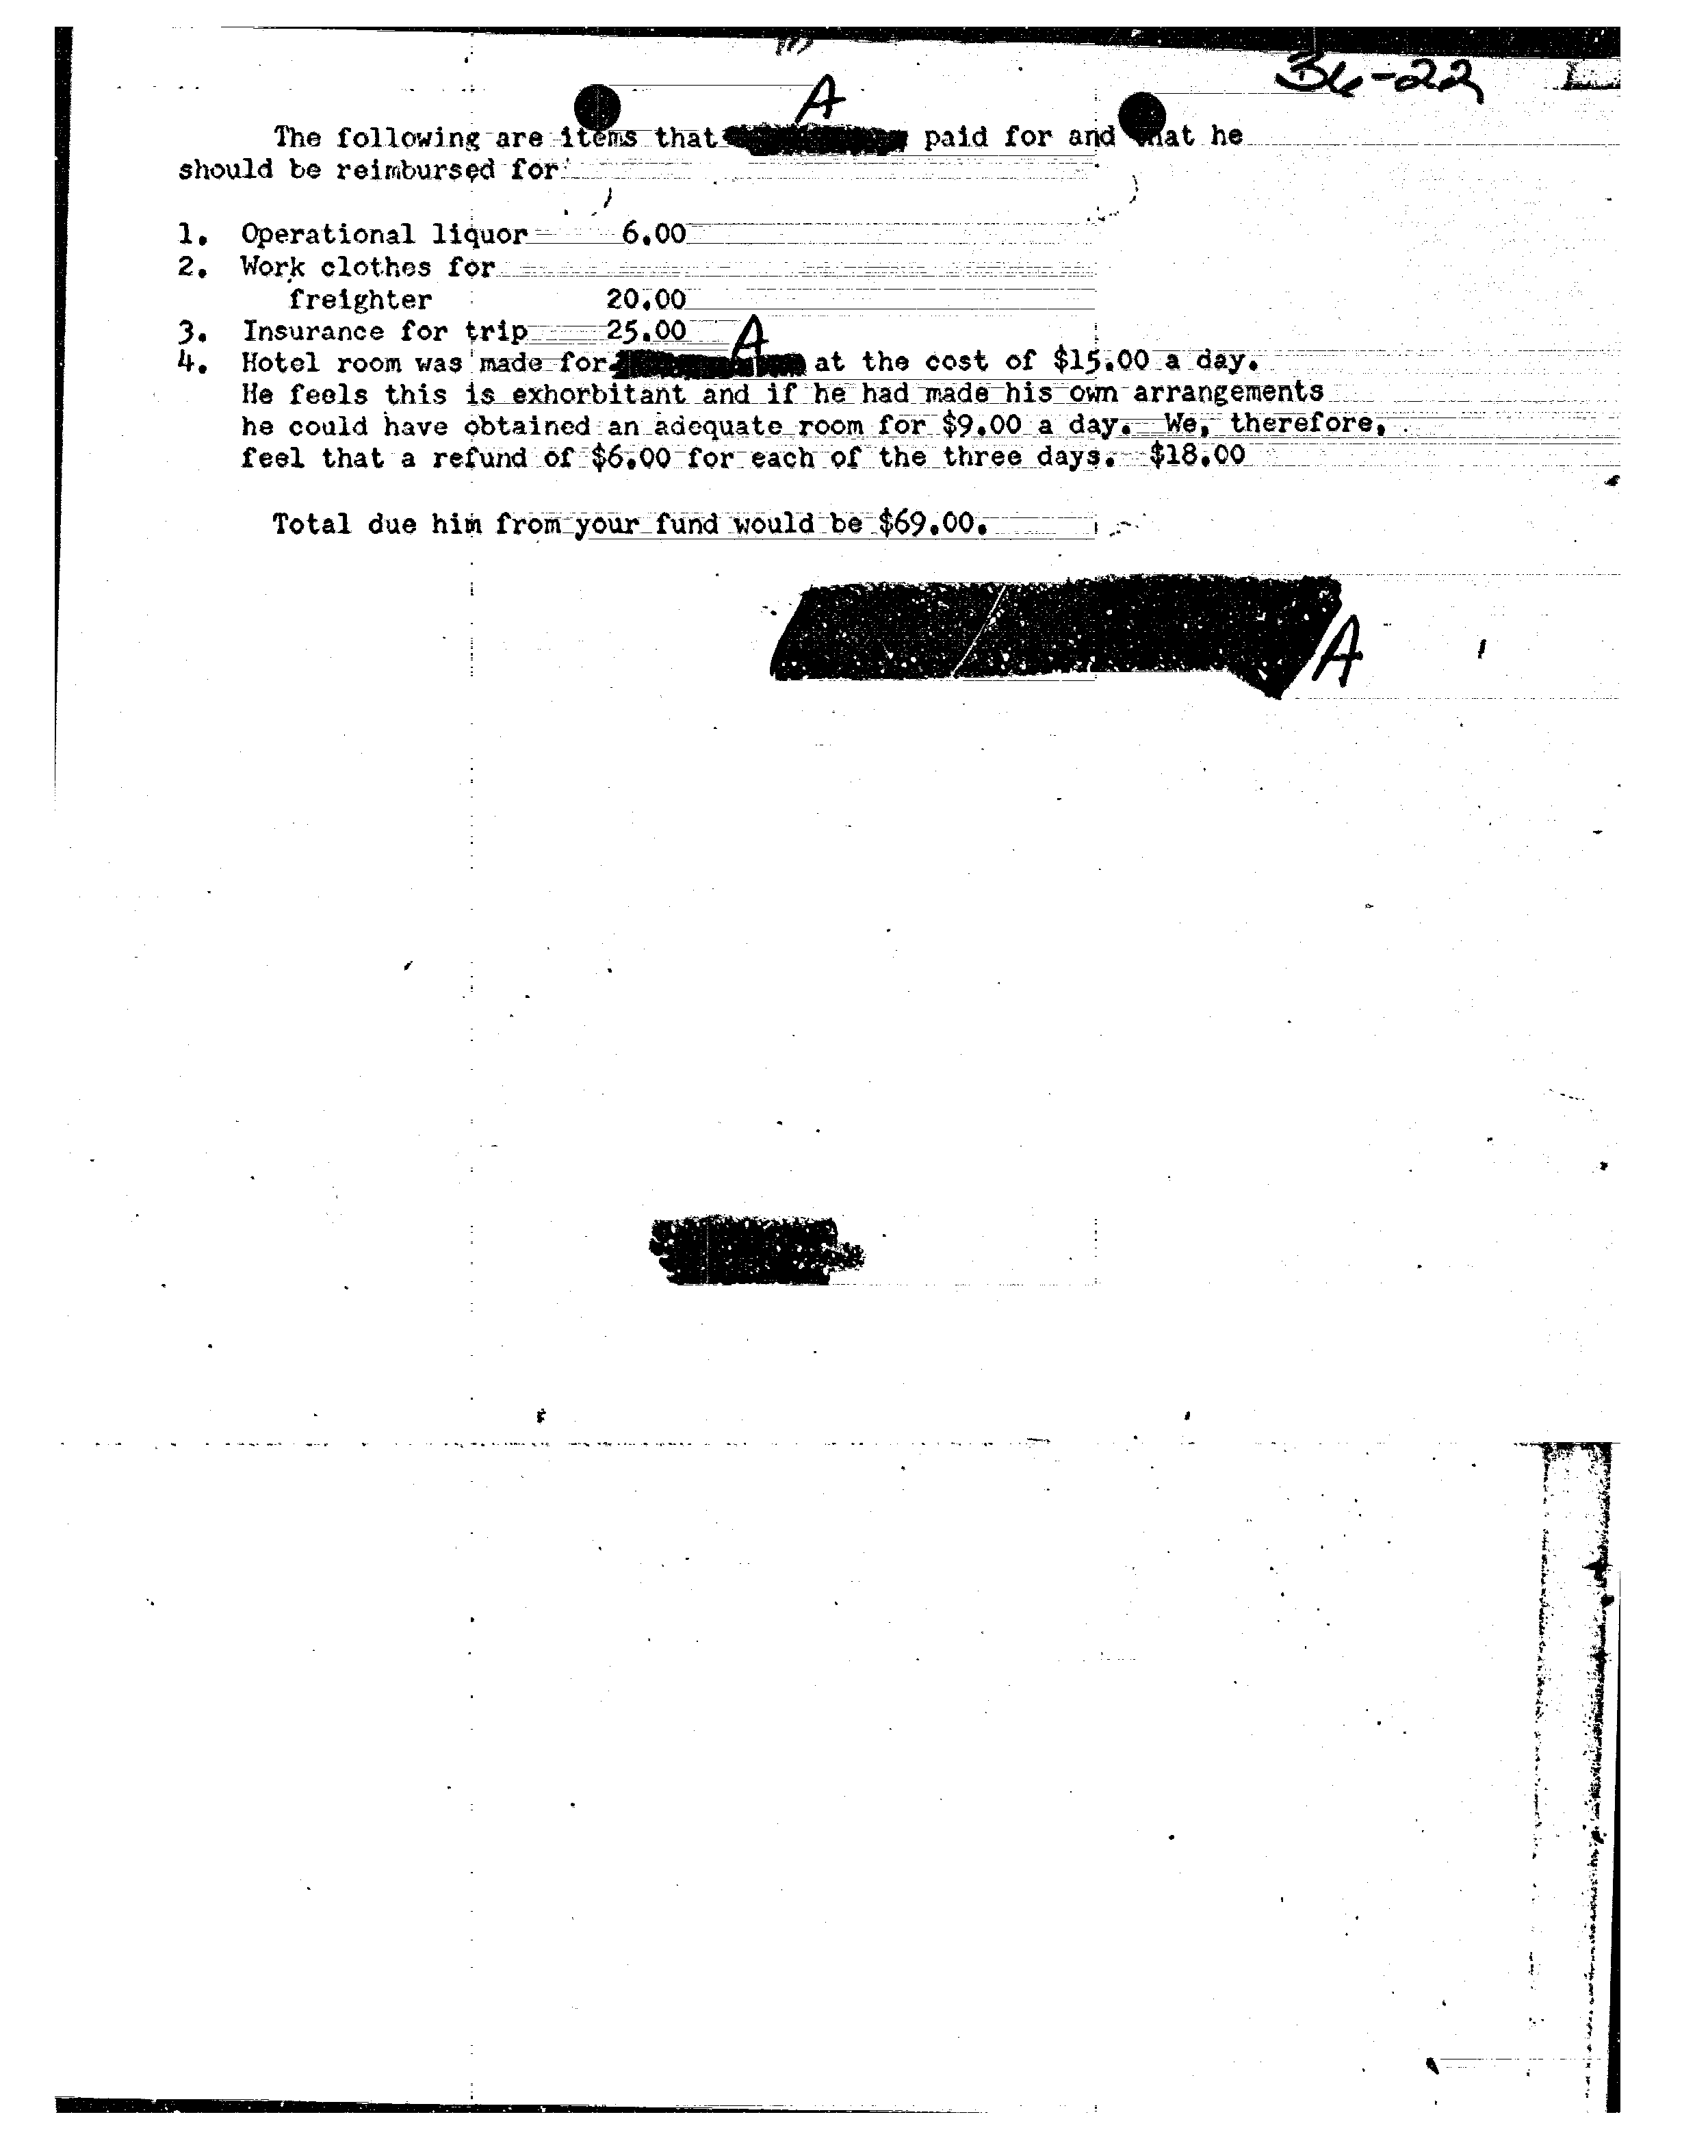 36-22
A
The following are items that paid for and that he
should be reimbursed for
1. Operational liquor 6.00
2. Work clothes for
freighter 20.00
3. Insurance for trip 25.00
A
4. Hotel room was made for at the cost of $15.00 a day.
He feels this is exhorbitant and if he had made his own arrangements
he could have obtained an adequate room for $9.00 a day. We, therefore,
feel that a refund of $6.00 for each of the three days. $18.00
Total due him from your fund would be $69.00.
A